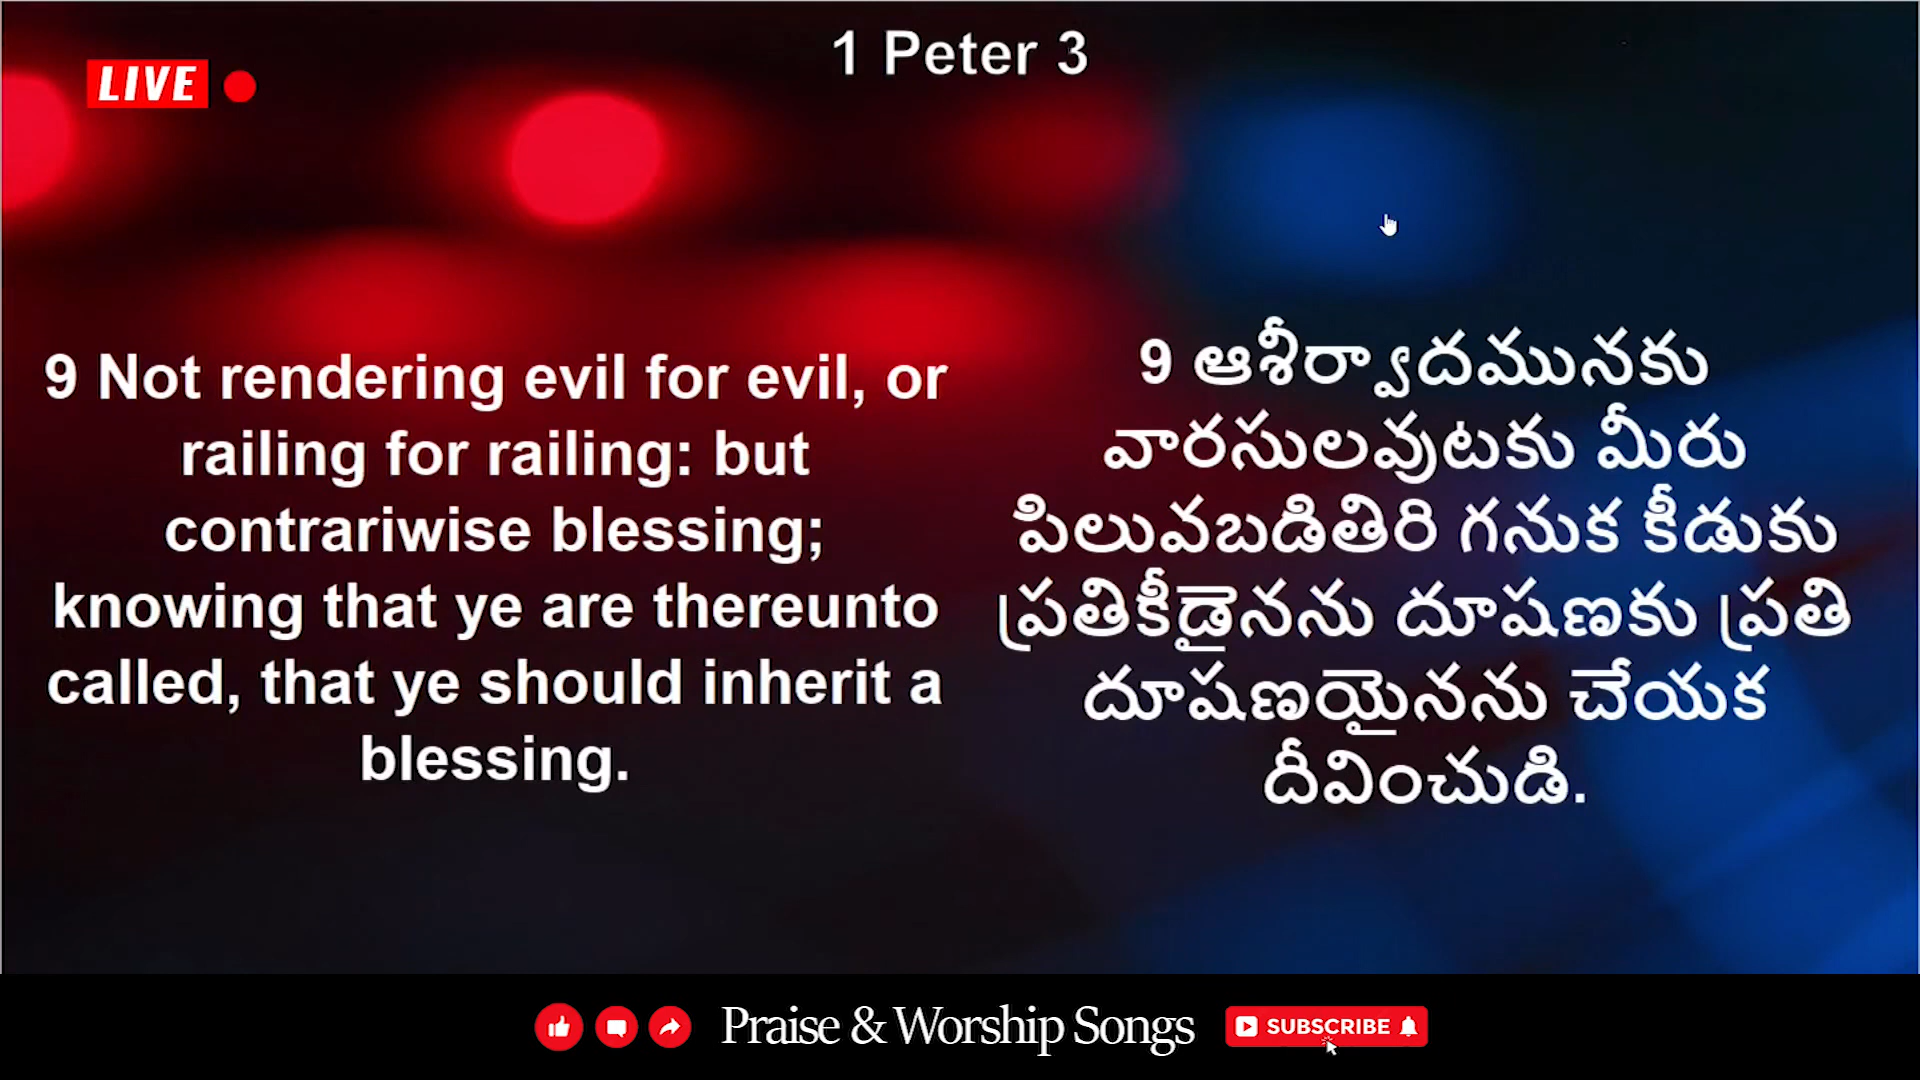 1 Peter 3
LIVE
9 Not rendering evil for evil, or
railing for railing: but
contrariwise blessing;
knowing that ye are thereunto
called, that ye should inherit a
blessing.
9 ఆశీర్వాదమునకు
వారసులవుటకు మీరు
పిలువబడితిరి గనుక కీడుకు
ప్రతికీడైనను దూషణకు ప్రతి
దూషణయైనను చేయక
దీవించుడి.
Praise & Worship Songs
SUBSCRIBE